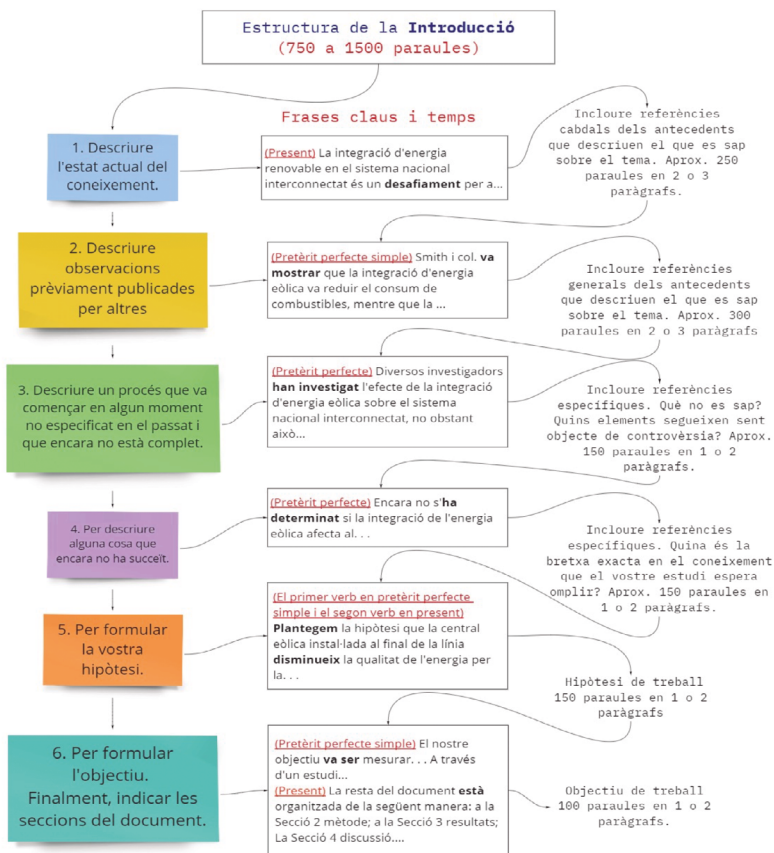 Estructura de la Introducció
(750 a 1500 paraules)
Frases claus i temps
1. Descriure
l'estat actual del
coneixement.
(Present) La integració d'energia
renovable en el sistema nacional
interconnectat és un desafiament per a...
Incloure referències
cabdals dels antecedents
que descriuen el que es sap
sobre el tema. Aprox. 250
paraules en 2 o 3
paràgrafs.
2. Descriure
observacions
prèviament publicades
per altres
(Pretèrit perfecte simple) Smith i col. va
mostrar que la integració d'energia
eòlica va reduir el consum de
combustibles, mentre que la ...
Incloure referències
generals dels antecedents
que descriuen el que es sap
sobre el tema. Aprox. 300
paraules en 2 o 3 paràgrafs
3. Descriure un procés que va
començar en algun moment
no especificat en el passat i
que encara no està complet.
(Pretèrit perfecte) Diversos investigadors
han investigat l'efecte de la integració
d'energia eòlica sobre el sistema
nacional interconnectat, no obstant
això...
Incloure referències
específiques. Què no es sap?
Quins elements segueixen sent
objecte de controvèrsia? Aprox.
150 paraules en 1 o 2
paràgrafs.
4. Per descriure
alguna cosa que
encara no ha succeït.
(Pretèrit perfecte) Encara no s'ha
determinat si la integració de l'energia
eòlica afecta al. . .
Incloure referències
específiques. Quina és la
bretxa exacta en el coneixement
que el vostre estudi espera
omplir? Aprox. 150 paraules en
1 o 2 paràgrafs.
5. Per formular
la vostra
hipòtesi.
(El primer verb en pretèrit perfecte
simple i el segon verb en present)
Plantegem la hipòtesi que la central
eòlica instal·lada al final de la línia
disminueix la qualitat de l'energia per
la. . .
Hipòtesi de treball
150 paraules en 1 o 2
paràgrafs
6. Per formular
l'objectiu.
Finalment, indicar les
seccions del document.
(Pretèrit perfecte simple) El nostre
objectiu va ser mesurar. . . A través
d'un estudi...
(Present) La resta del document està
organitzada de la següent manera: a la
Secció 2 mètode; a la Secció 3 resultats;
La Secció 4 discussió....
Objectiu de treball
100 paraules en 1 o 2
paràgrafs.